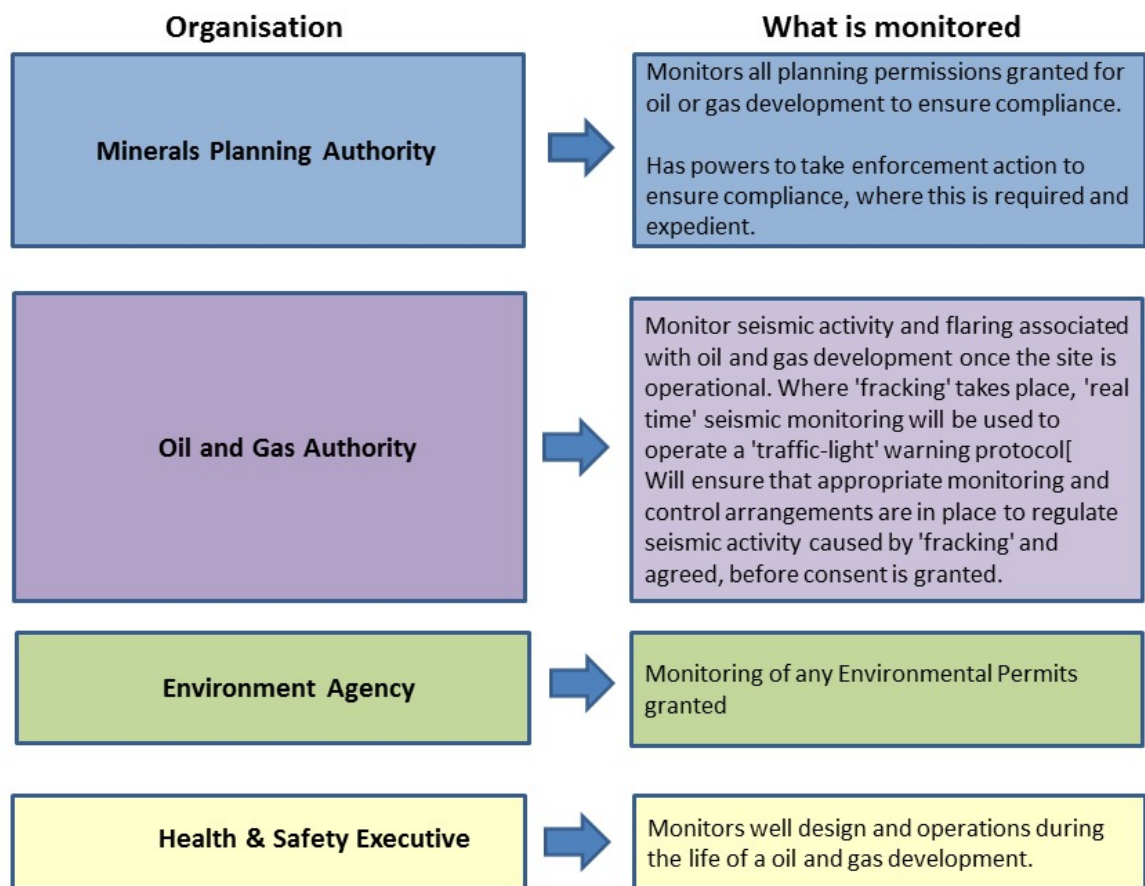 Organisation
What is monitored
Minerals Planning Authority
Monitors all planning permissions granted for
oil or gas development to ensure compliance.
Has powers to take enforcement action to
ensure compliance, where this is required and
expedient.
Oil and Gas Authority
Monitor seismic activity and flaring associated
with oil and gas development once the site is
operational. Where 'fracking' takes place, 'real
time' seismic monitoring will be used to
operate a 'traffic-light' warning protocol[
Will ensure that appropriate monitoring and
control arrangements are in place to regulate
seismic activity caused by 'fracking' and
agreed, before consent is granted.
Environment Agency
Monitoring of any Environmental Permits
granted
Health & Safety Executive
Monitors well design and operations during
the life of a oil and gas development.